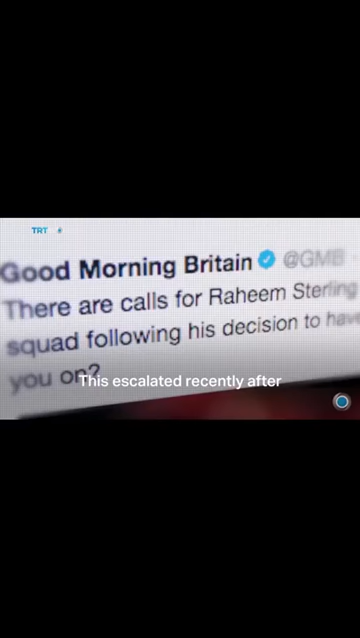 TRT
Good Morning Britain @GMB
There are calls for Raheem Sterling
squad following his decision to have
you on?
This escalated recently after